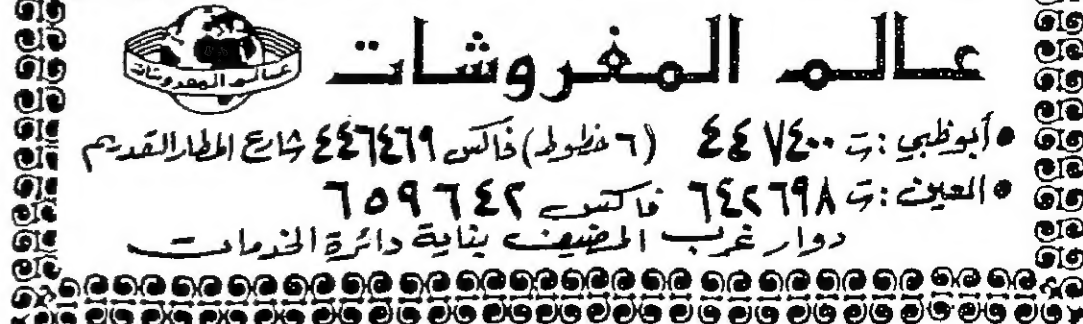 عالم المفروشات
عالم المفروشات
• أبوظبي : ت ٤٤٧٤٠٠ (٦ خطوط) فاكس ٤٤٦٤٦٩ شارع المطار القديم
• العين : ت ٦٤٢٦٩٨ فاكس ٦٥٩٦٤٢
دوار غرب المضيف بناية دائرة الخدمات